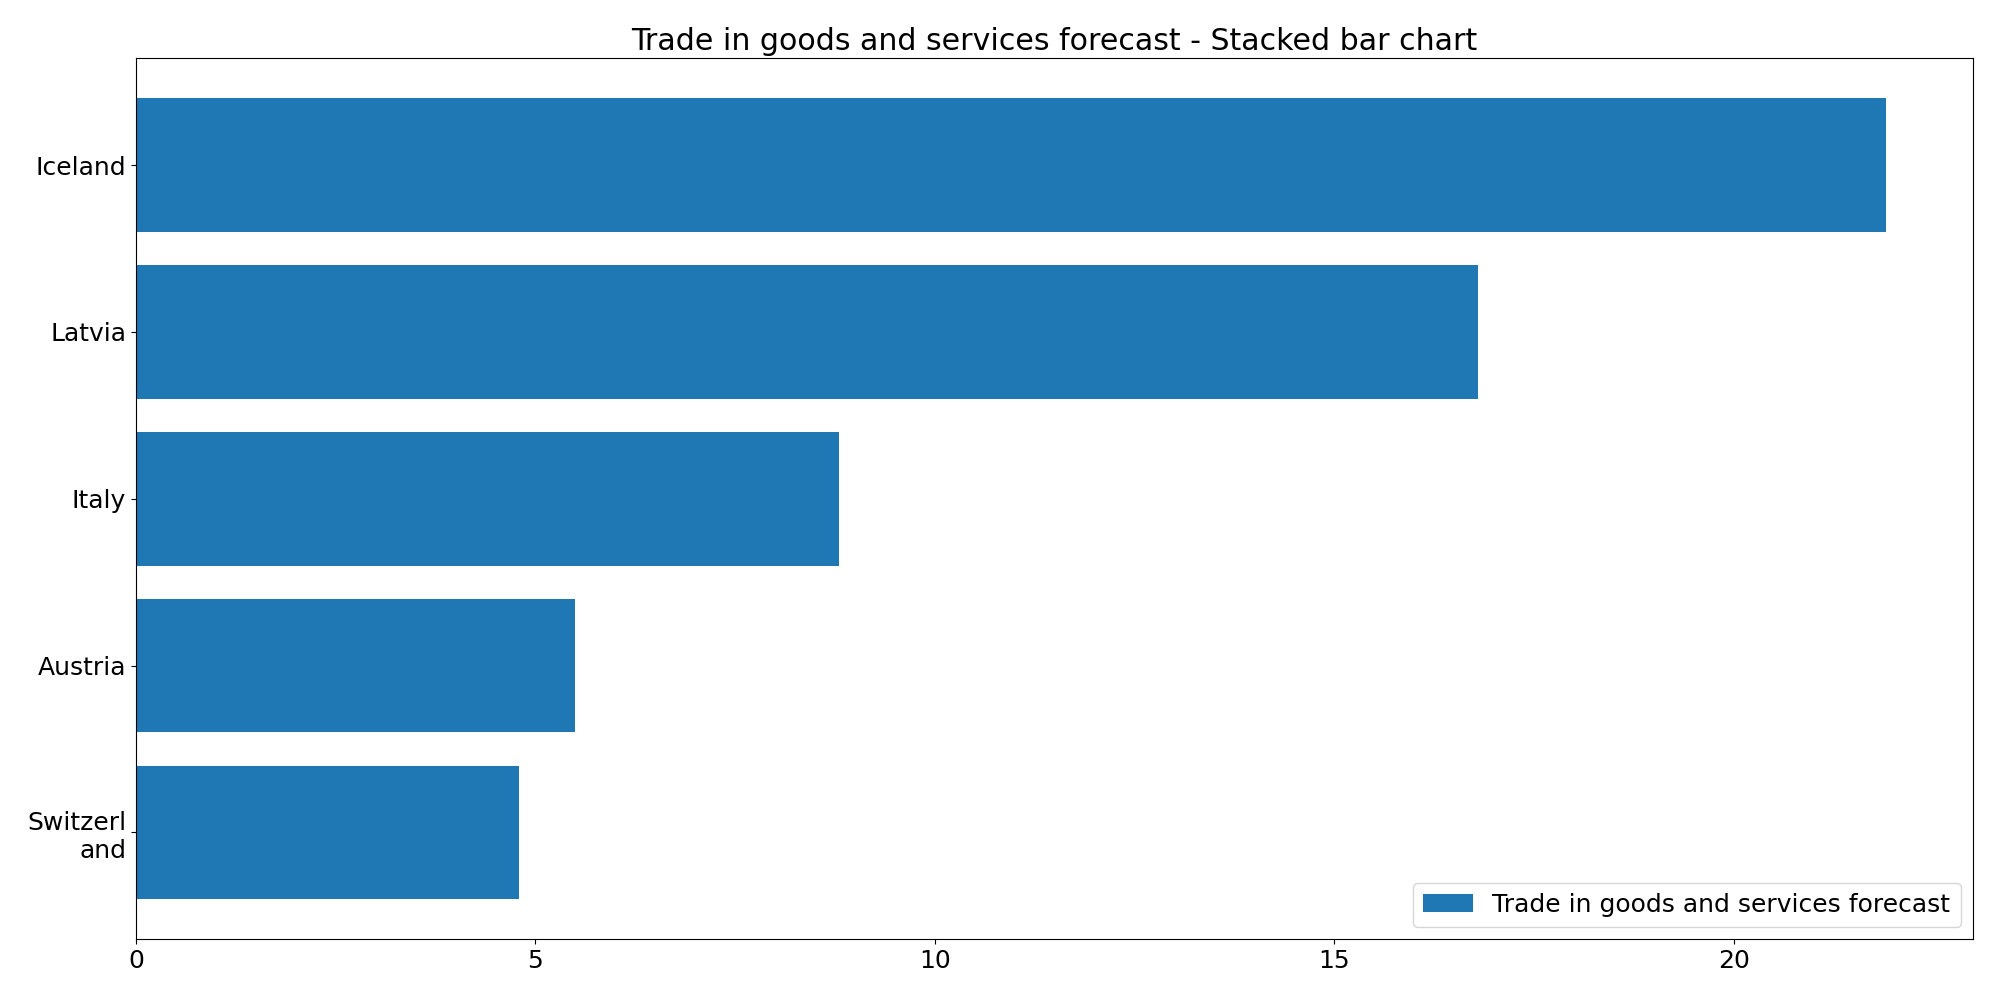 Trade in goods and services forecast - Stacked bar chart
Iceland
Latvia
Italy
Austria
Switzerl
and
Trade in goods and services forecast
0 5 10 15 20